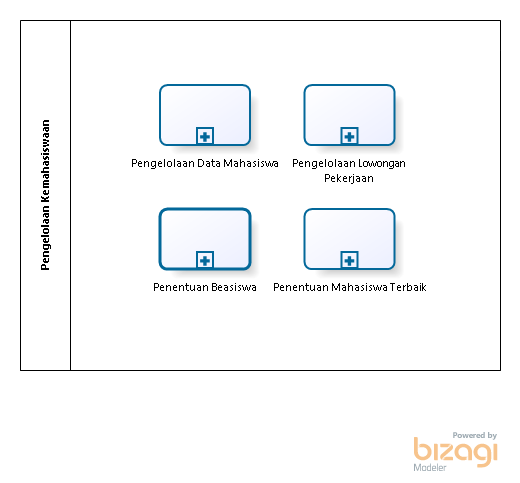 Pengelolaan Kemahasiswaan
Pengelolaan Data Mahasiswa
Pengelolaan Lowongan
Pekerjaan
Penentuan Beasiswa
Penentuan Mahasiswa Terbaik
Powered by
bizagi
Modeler